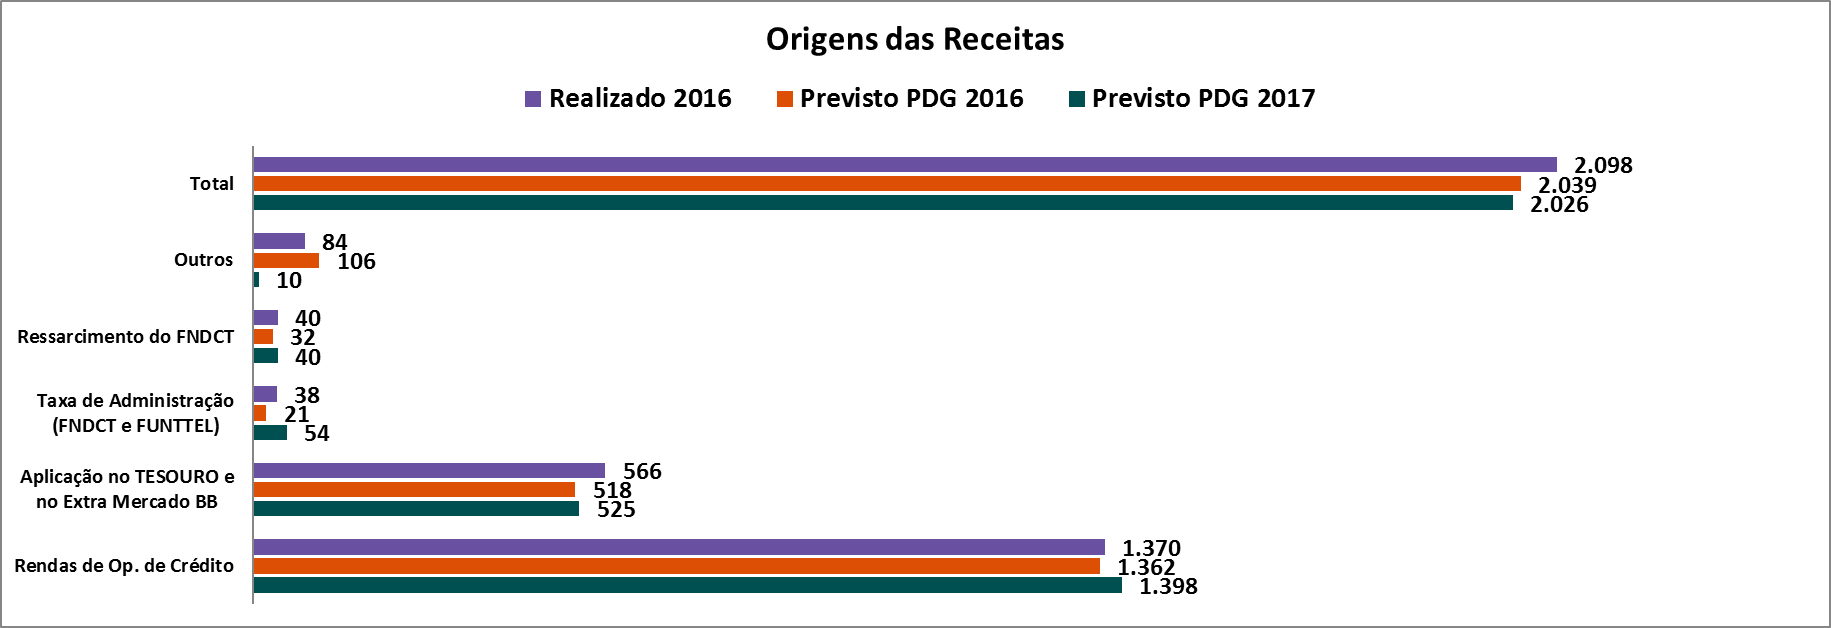 Origens das Receitas
Realizado 2016 Previsto PDG 2016 Previsto PDG 2017
Total
2.098
2.039
2.026
Outros
84
106
10
Ressarcimento do FNDCT
40
32
40
Taxa de Administração
(FNDCT e FUNTTEL)
38
21
54
Aplicação no TESOURO e
no Extra Mercado BB
566
518
525
Rendas de Op. de Crédito
1.370
1.362
1.398